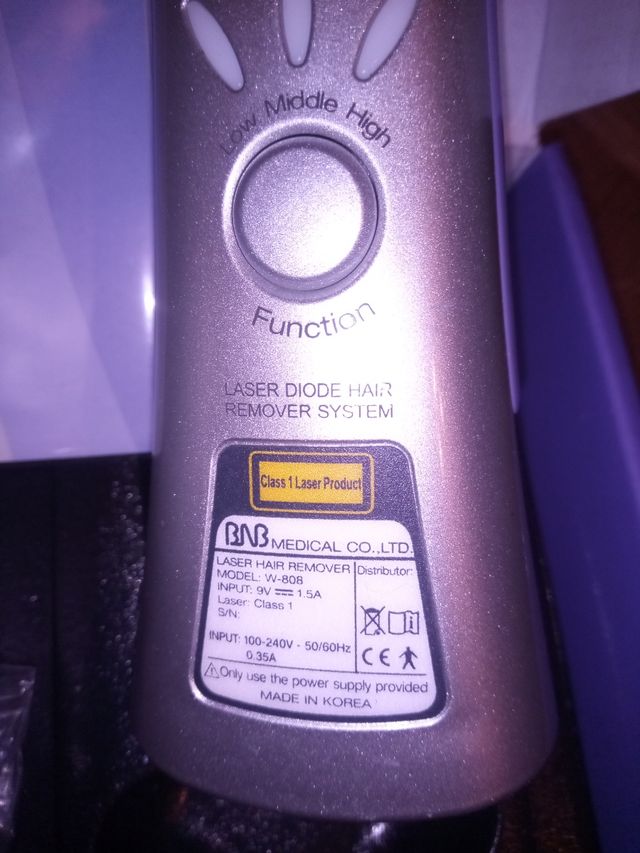 Low Middle High
Function
LASER DIODE HAIR
REMOVER SYSTEM
Class 1 Laser Product
BNB MEDICAL CO.,LTD.
LASER HAIR REMOVER
MODEL: W-808
INPUT: 9V 1.5A
Laser: Class 1
S/N:
INPUT: 100-240V - 50/60Hz
0.35A
Distributor:
CE
Only use the power supply provided
MADE IN KOREA